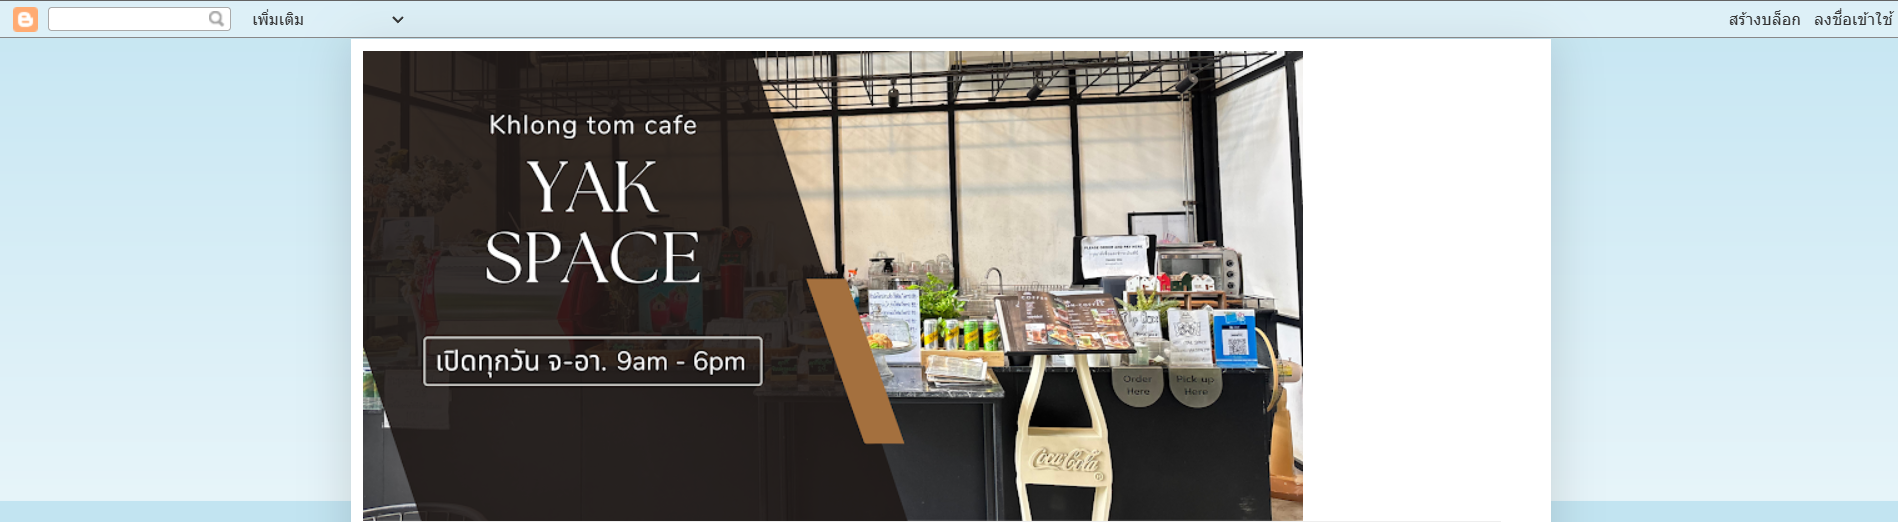 เพิ่มเติม
สร้างบล็อก ลงชื่อเข้าใช้
Khlong tom cafe
YAK
SPACE
เปิดทุกวัน จ-อา. 9am - 6pm
Order
Here
Pick up
Here
Coca-Cola